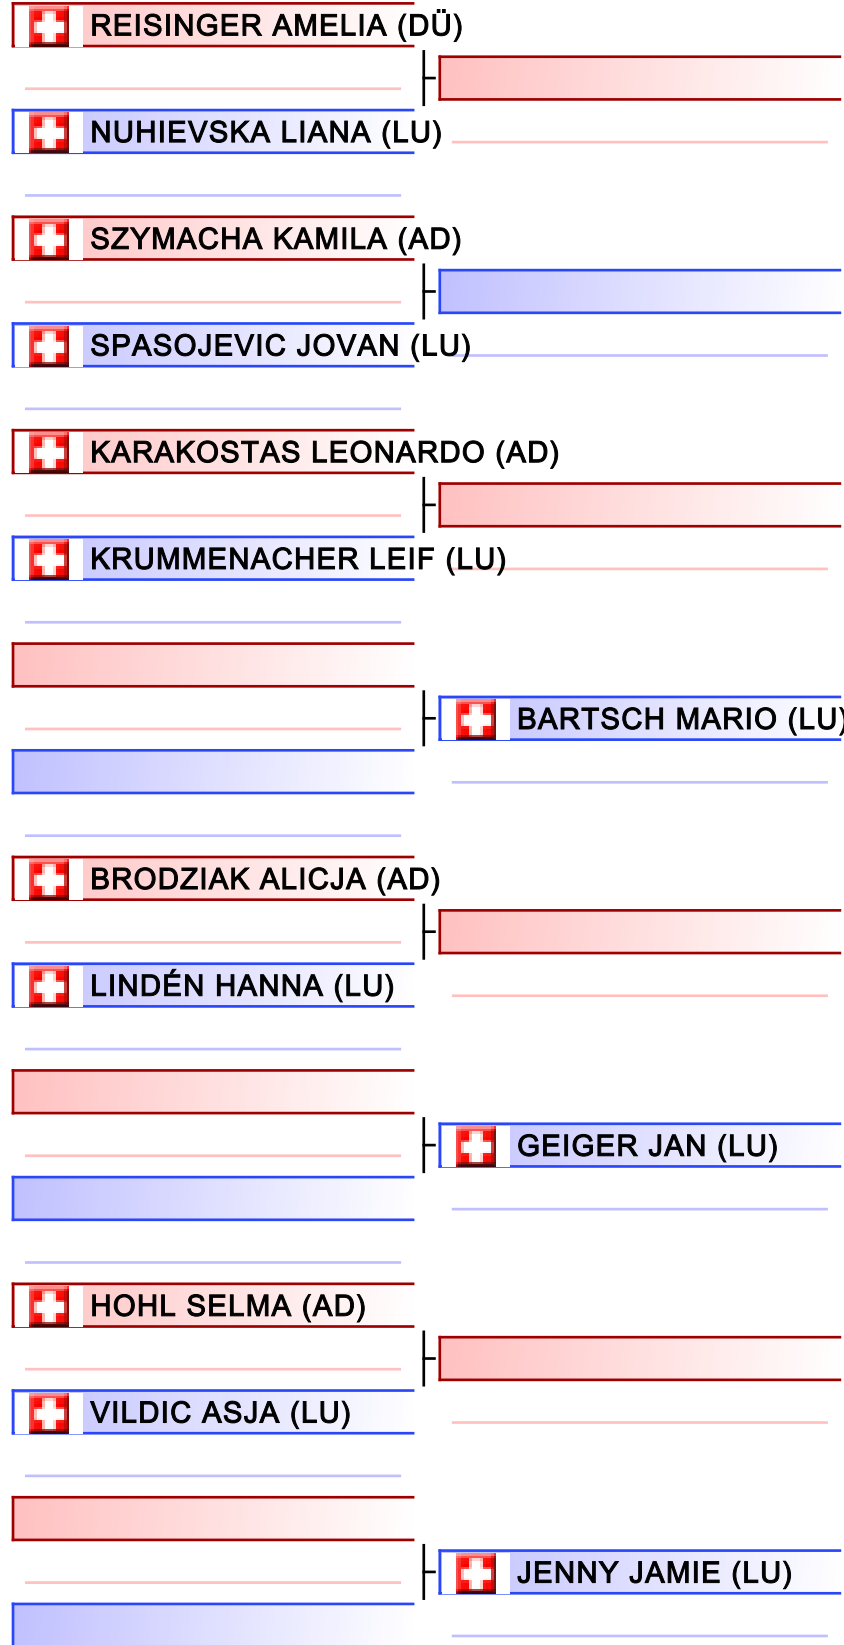 REISINGER AMELIA (DÜ)
NUHIEVSKA LIANA (LU)
SZYMACHA KAMILA (AD)
SPASOJEVIC JOVAN (LU)
KARAKOSTAS LEONARDO (AD)
KRUMMENACHER LEIF (LU)
BARTSCH MARIO (LU)
BRODZIAK ALICJA (AD)
LINDÉN HANNA (LU)
GEIGER JAN (LU)
HOHL SELMA (AD)
VILDIC ASJA (LU)
JENNY JAMIE (LU)